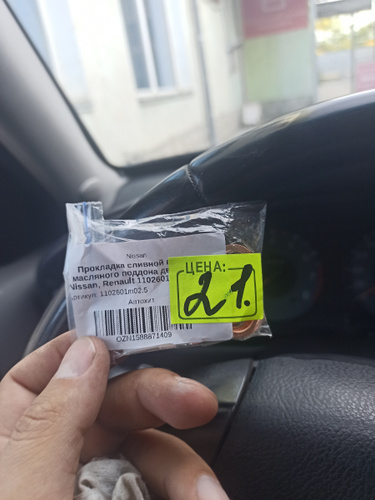 Nissan
Прокладка сливной
масляного поддона
Nissan, Renault 1102601
Артикул: 1102601m02.5
Автохит
OZN1588871409
ЦЕНА:
21.